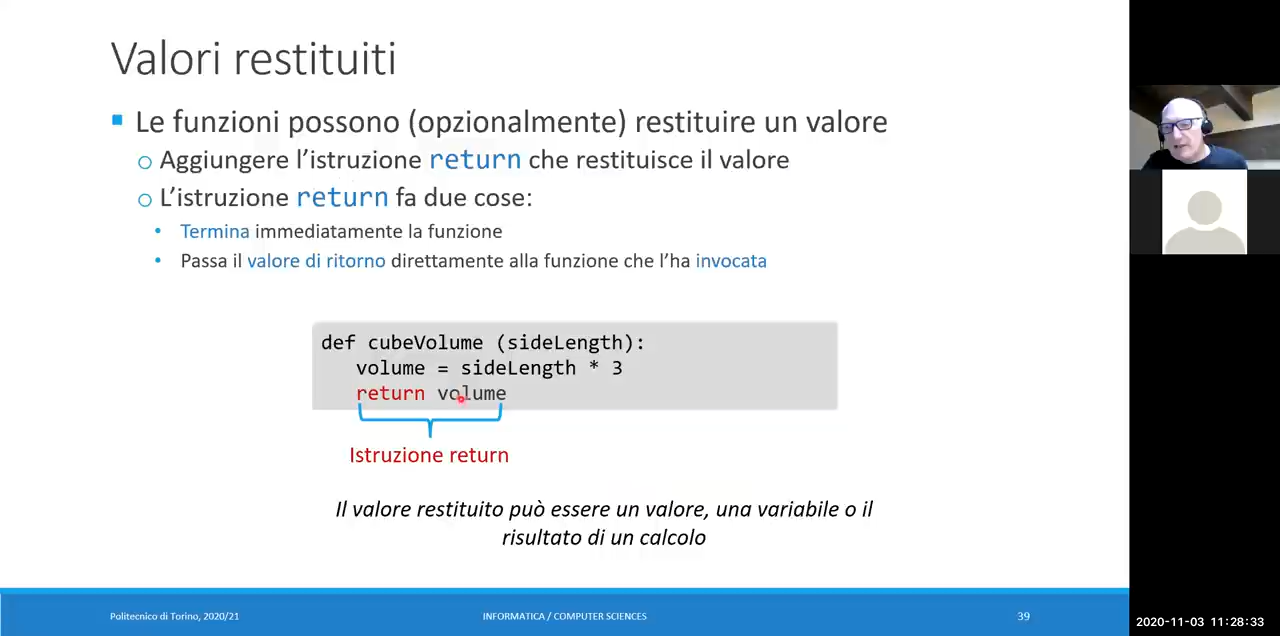 Valori restituiti
Le funzioni possono (opzionalmente) restituire un valore
Aggiungere l’istruzione return che restituisce il valore
L’istruzione return fa due cose:
Termina immediatamente la funzione
Passa il valore di ritorno direttamente alla funzione che l’ha invocata
def cubeVolume (sideLength):
volume = sideLength * 3
return volume
Istruzione return
Il valore restituito può essere un valore, una variabile o il
risultato di un calcolo
Politecnico di Torino, 2020/21
INFORMATICA / COMPUTER SCIENCES
39
2020-11-03 11:28:33